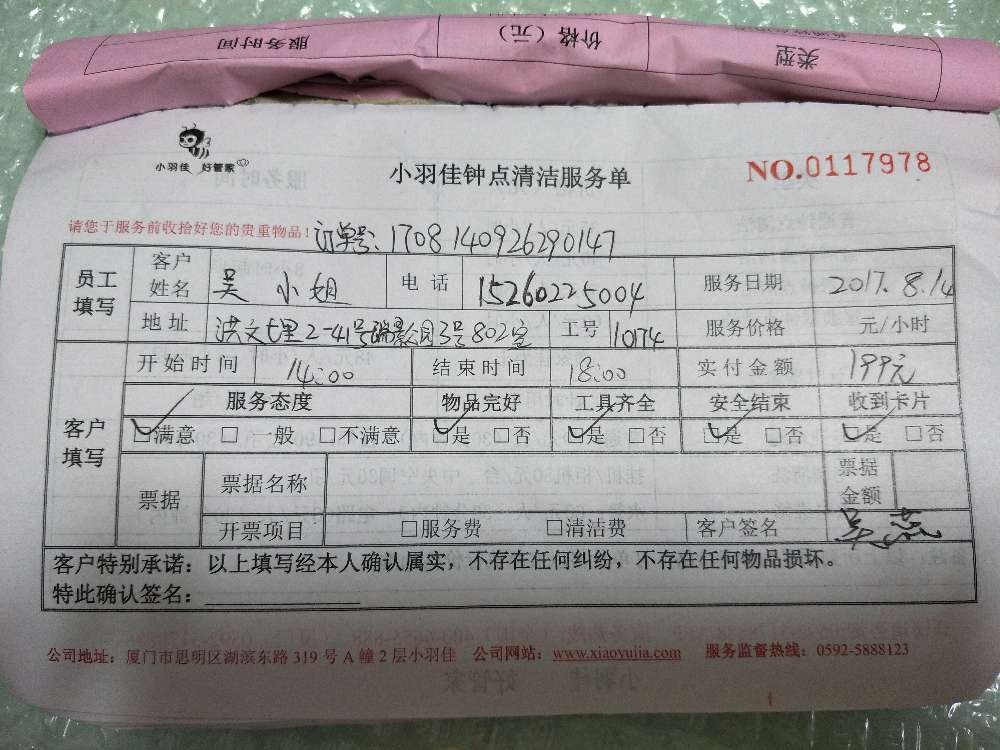 服务时间 价格（元） 类型
小羽佳 好管家
小羽佳钟点清洁服务单
NO.0117978
请您于服务前收拾好您的贵重物品！ 订单号：1708140926290147
员工填写 客户姓名 吴小姐 电话 15260225004 服务日期 2017.8.14
地址 洪文七里2-41号瑞景公园3号802室 工号 10174 服务价格 元/小时
客户填写 开始时间 14:00 结束时间 18:00 实付金额 199元
服务态度 物品完好 工具齐全 安全结束 收到卡片
☑满意 □一般 □不满意 ☑是 □否 ☑是 □否 ☑是 □否 ☑是 □否
票据 票据名称 票据金额
开票项目 □服务费 □清洁费 客户签名 吴燕
客户特别承诺：以上填写经本人确认属实，不存在任何纠纷，不存在任何物品损坏。
特此确认签名：
公司地址：厦门市思明区湖滨东路 319 号 A 幢 2 层小羽佳 公司网站：www.xiaoyujia.com 服务监督热线：0592-5888123